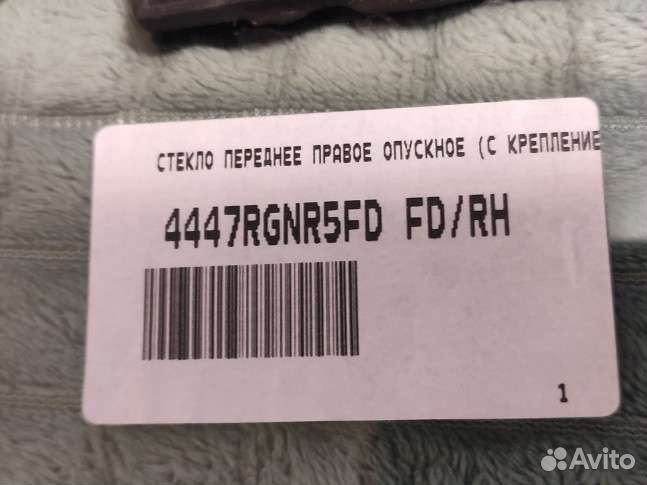 СТЕКЛО ПЕРЕДНЕЕ ПРАВОЕ ОПУСКНОЕ (С КРЕПЛЕНИЕ
4447RGNR5FD FD/RH
1
Avito